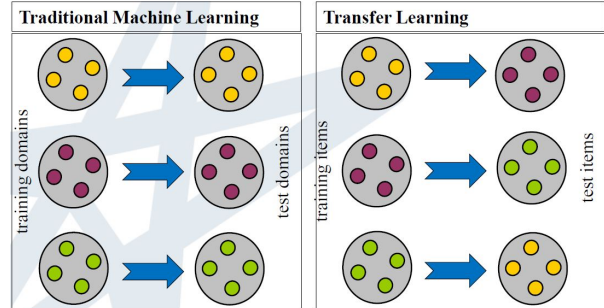 Traditional Machine Learning
training domains
test domains
Transfer Learning
training items
test items